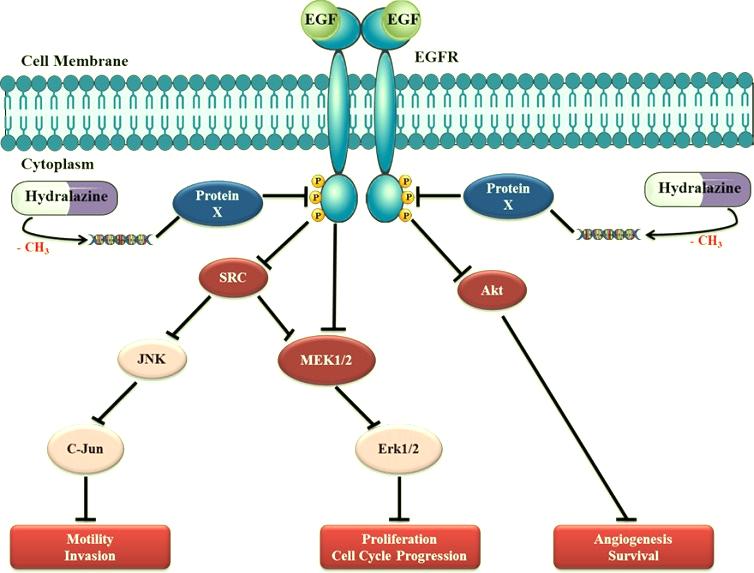 EGF
EGF
Cell Membrane
EGFR
Cytoplasm
Hydralazine
Protein
X
P
P
P
P
P
P
Protein
X
Hydralazine
- CH3
- CH3
SRC
Akt
JNK
MEK1/2
C-Jun
Erk1/2
Motility
Invasion
Proliferation
Cell Cycle Progression
Angiogenesis
Survival